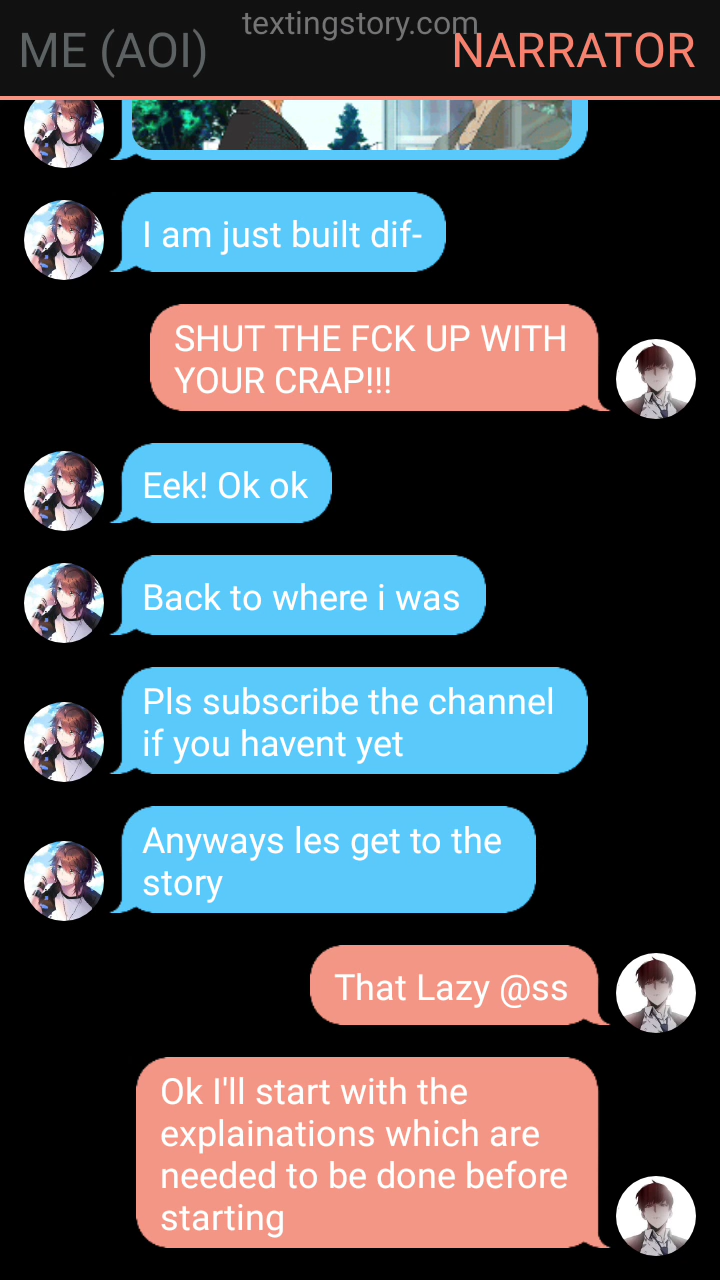 textingstory.com
ME (AOI)
NARRATOR
I am just built dif-
SHUT THE FCK UP WITH
YOUR CRAP!!!
Eek! Ok ok
Back to where i was
Pls subscribe the channel
if you havent yet
Anyways les get to the
story
That Lazy @ss
Ok I'll start with the
explainations which are
needed to be done before
starting